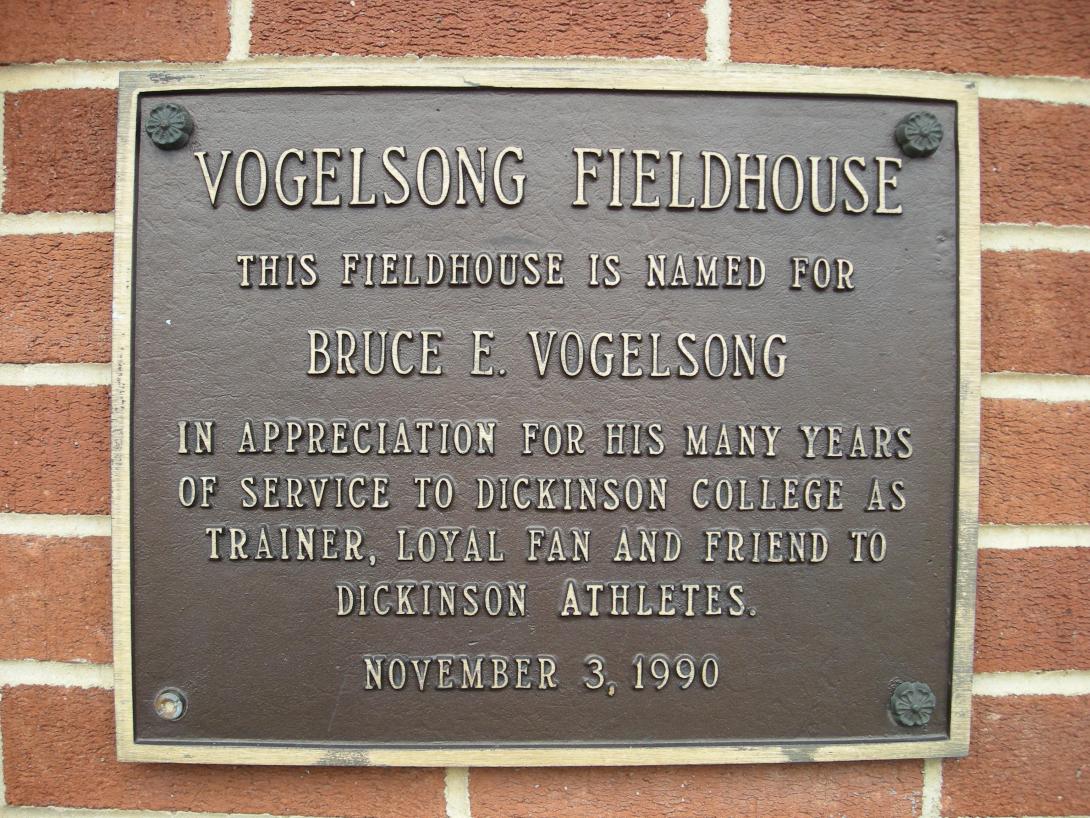 VOGELSONG FIELDHOUSE
THIS FIELDHOUSE IS NAMED FOR
BRUCE E. VOGELSONG
IN APPRECIATION FOR HIS MANY YEARS
OF SERVICE TO DICKINSON COLLEGE AS
TRAINER, LOYAL FAN AND FRIEND TO
DICKINSON ATHLETES.
NOVEMBER 3, 1990